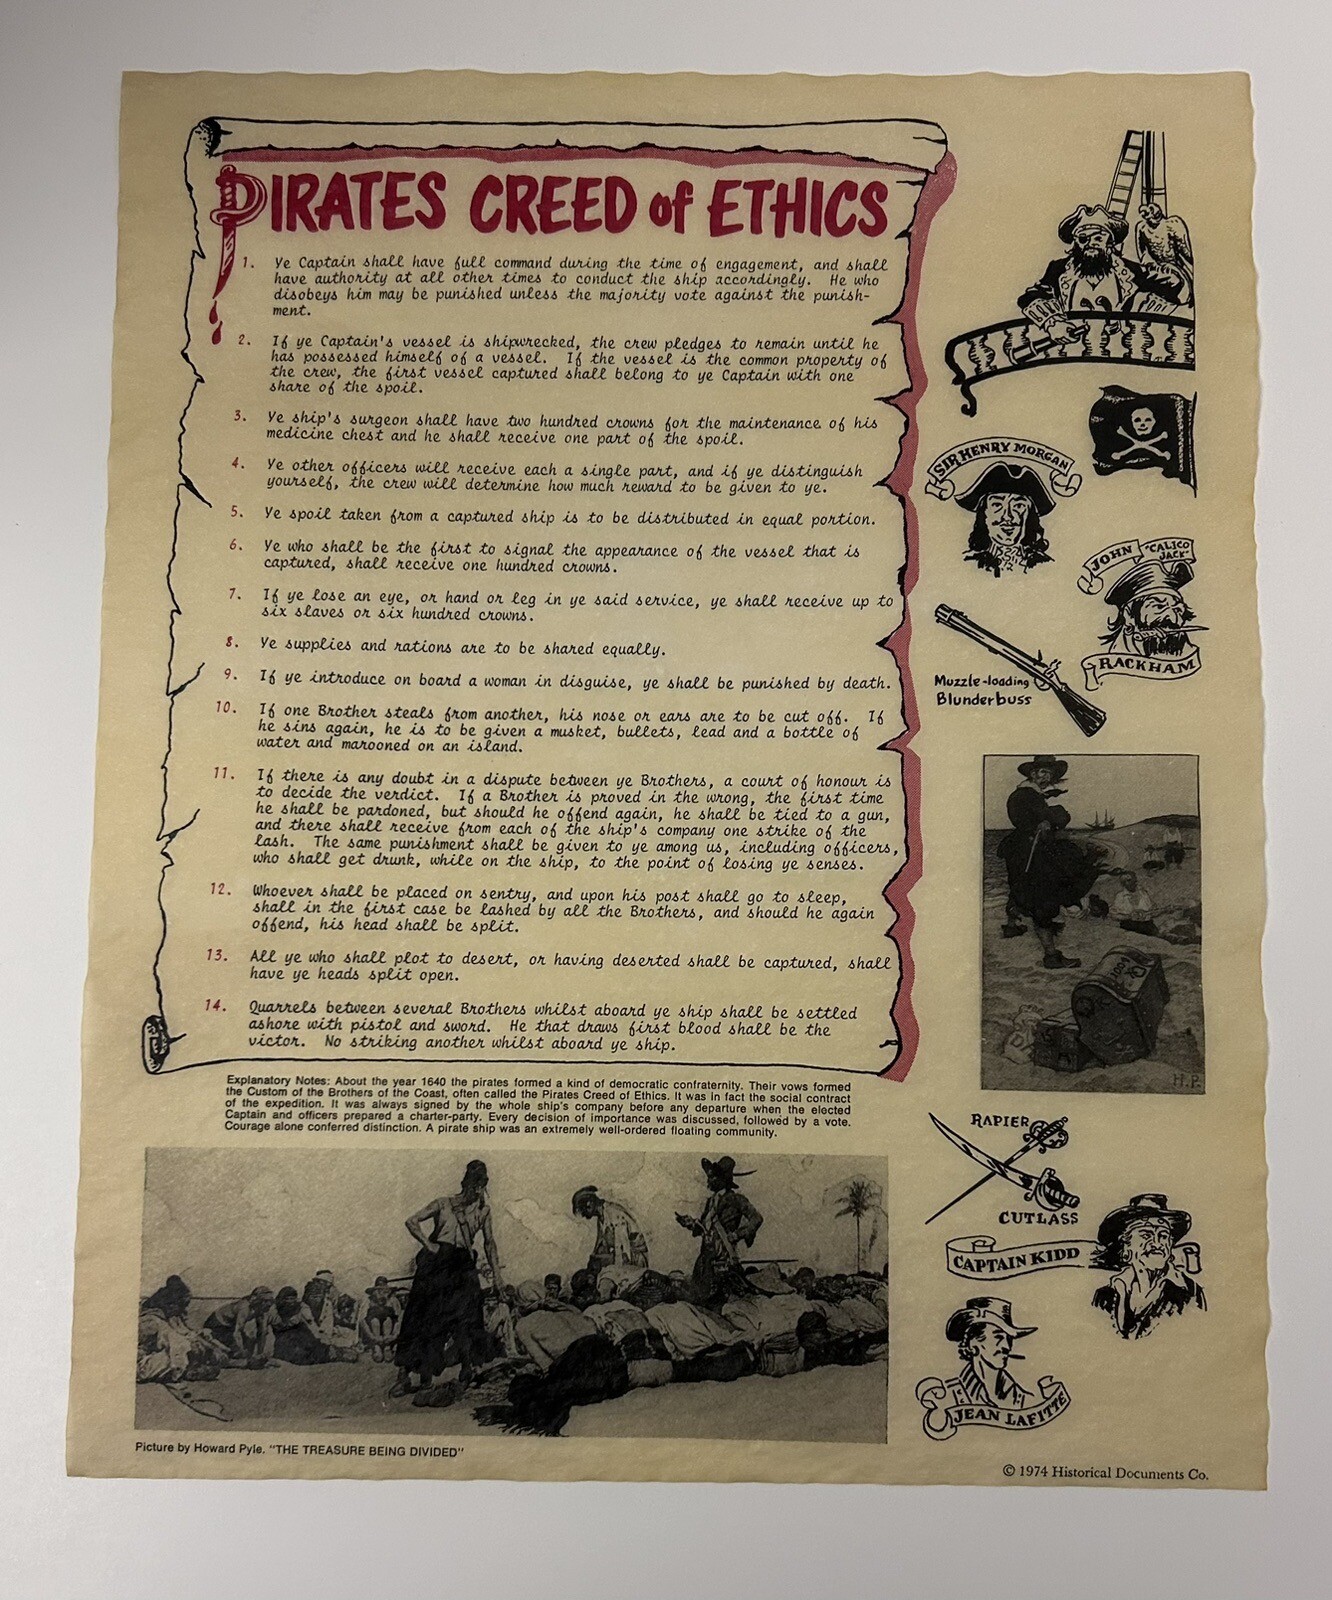 PIRATES CREED of ETHICS
1. Ye Captain shall have full command during the time of engagement, and shall
have authority at all other times to conduct the ship accordingly. He who
disobeys him may be punished unless the majority vote against the punish-
ment.
2. If ye Captain's vessel is shipwrecked, the crew pledges to remain until he
has possessed himself of a vessel. If the vessel is the common property of
the crew, the first vessel captured shall belong to ye Captain with one
share of the spoil.
3. Ye ship's surgeon shall have two hundred crowns for the maintenance of his
medicine chest and he shall receive one part of the spoil.
4. Ye other officers will receive each a single part, and if ye distinguish
yourself, the crew will determine how much reward to be given to ye.
5. Ye spoil taken from a captured ship is to be distributed in equal portion.
6. Ye who shall be the first to signal the appearance of the vessel that is
captured, shall receive one hundred crowns.
7. If ye lose an eye, or hand or leg in ye said service, ye shall receive up to
six slaves or six hundred crowns.
8. Ye supplies and rations are to be shared equally.
9. If ye introduce on board a woman in disguise, ye shall be punished by death.
10. If one Brother steals from another, his nose or ears are to be cut off. If
he sins again, he is to be given a musket, bullets, lead and a bottle of
water and marooned on an island.
11. If there is any doubt in a dispute between ye Brothers, a court of honour is
to decide the verdict. If a Brother is proved in the wrong, the first time
he shall be pardoned, but should he offend again, he shall be tied to a gun,
and there shall receive from each of the ship's company one strike of the
lash. The same punishment shall be given to ye among us, including officers,
who shall get drunk, while on the ship, to the point of losing ye senses.
12. Whoever shall be placed on sentry, and upon his post shall go to sleep,
shall in the first case be lashed by all the Brothers, and should he again
offend, his head shall be split.
13. All ye who shall plot to desert, or having deserted shall be captured, shall
have ye heads split open.
14. Quarrels between several Brothers whilst aboard ye ship shall be settled
ashore with pistol and sword. He that draws first blood shall be the
victor. No striking another whilst aboard ye ship.
Explanatory Notes: About the year 1640 the pirates formed a kind of democratic confraternity. Their vows formed
the Custom of the Brothers of the Coast, often called the Pirates Creed of Ethics. It was in fact the social contract
of the expedition. It was always signed by the whole ship's company before any departure when the elected
Captain and officers prepared a charter-party. Every decision of importance was discussed, followed by a vote.
Courage alone conferred distinction. A pirate ship was an extremely well-ordered floating community.
Picture by Howard Pyle. "THE TREASURE BEING DIVIDED"
SIR HENRY MORGAN
JOHN "CALICO
JACK"
RACKHAM
Muzzle-loading
Blunderbuss
H.P.
RAPIER
CUTLASS
CAPTAIN KIDD
JEAN LAFITTE
© 1974 Historical Documents Co.